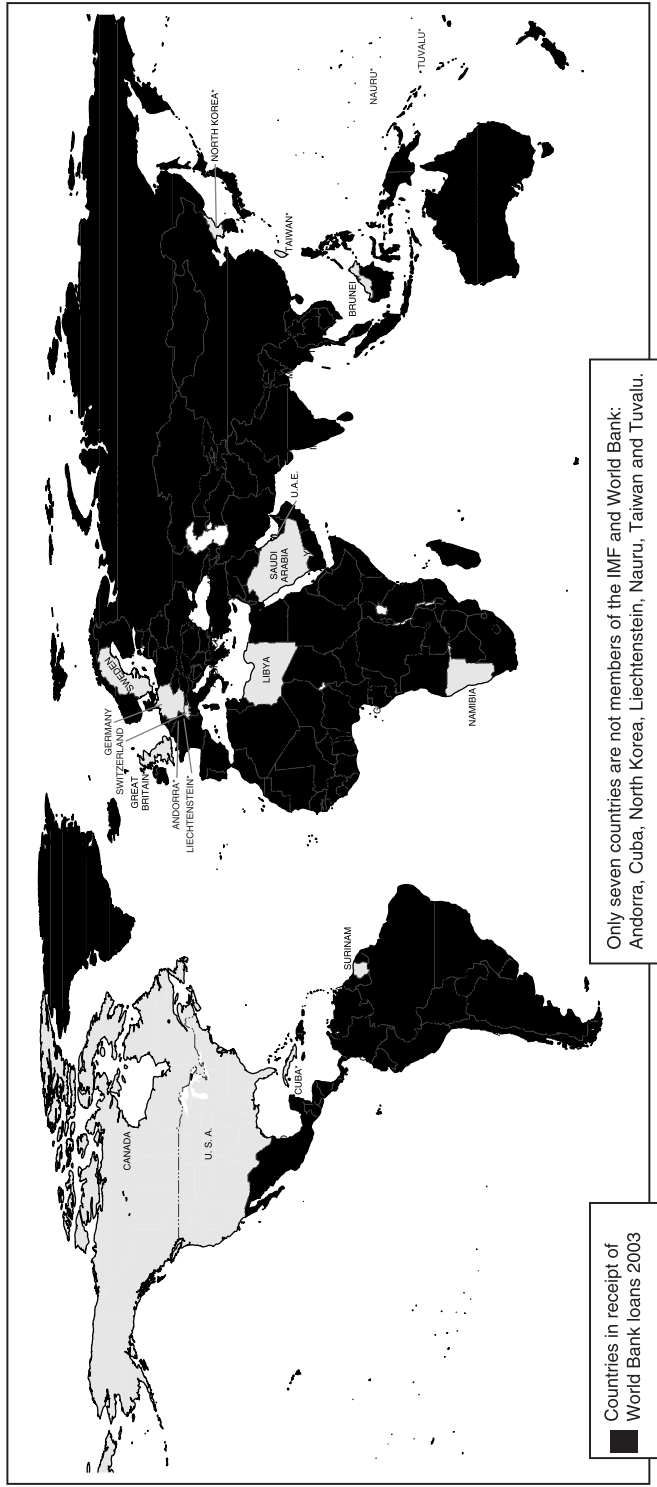 CANADA
U. S. A.
CUBA*
SURINAM
GERMANY
SWITZERLAND
GREAT
BRITAIN
ANDORRA*
LIECHTENSTEIN*
SWEDEN
LIBYA
NAMIBIA
SAUDI
ARABIA
U.A.E.
NORTH KOREA*
TAIWAN*
BRUNEI
NAURU*
TUVALU*
Countries in receipt of
World Bank loans 2003
Only seven countries are not members of the IMF and World Bank:
Andorra, Cuba, North Korea, Liechtenstein, Nauru, Taiwan and Tuvalu.